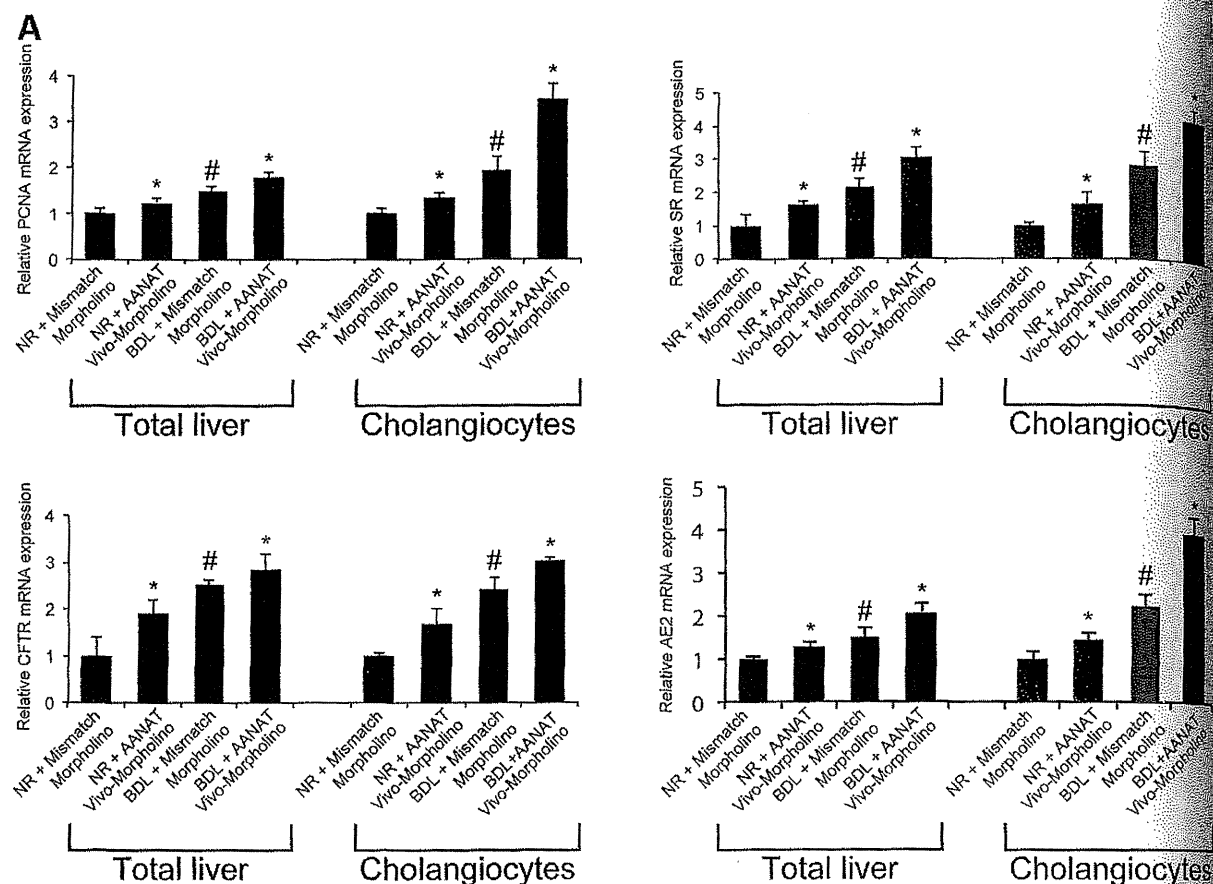 A
Relative PCNA mRNA expression
4
3
2
1
0
*
#
*
*
#
*
NR + Mismatch
Morpholino
NR + AANAT
Vivo-Morpholino
BDL + Mismatch
Morpholino
BDL + AANAT
Vivo-Morpholino
NR + Mismatch
Morpholino
NR + AANAT
Vivo-Morpholino
BDL + Mismatch
Morpholino
BDL+AANAT
Vivo-Morpholino
Total liver
Cholangiocytes
Relative SR mRNA expression
5
4
3
2
1
0
*
#
*
*
#
*
NR + Mismatch
Morpholino
NR + AANAT
Vivo-Morpholino
BDL + Mismatch
Morpholino
BDL + AANAT
Vivo-Morpholino
NR + Mismatch
Morpholino
NR + AANAT
Vivo-Morpholino
BDL + Mismatch
Morpholino
BDL+AANAT
Vivo-Morpholino
Total liver
Cholangiocytes
Relative CFTR mRNA expression
4
3
2
1
0
*
#
*
*
#
*
NR + Mismatch
Morpholino
NR + AANAT
Vivo-Morpholino
BDL + Mismatch
Morpholino
BDL + AANAT
Vivo-Morpholino
NR + Mismatch
Morpholino
NR + AANAT
Vivo-Morpholino
BDL + Mismatch
Morpholino
BDL+AANAT
Vivo-Morpholino
Total liver
Cholangiocytes
Relative AE2 mRNA expression
5
4
3
2
1
0
*
#
*
*
#
*
NR + Mismatch
Morpholino
NR + AANAT
Vivo-Morpholino
BDL + Mismatch
Morpholino
BDL + AANAT
Vivo-Morpholino
NR + Mismatch
Morpholino
NR + AANAT
Vivo-Morpholino
BDL + Mismatch
Morpholino
BDL+AANAT
Vivo-Morpholino
Total liver
Cholangiocytes